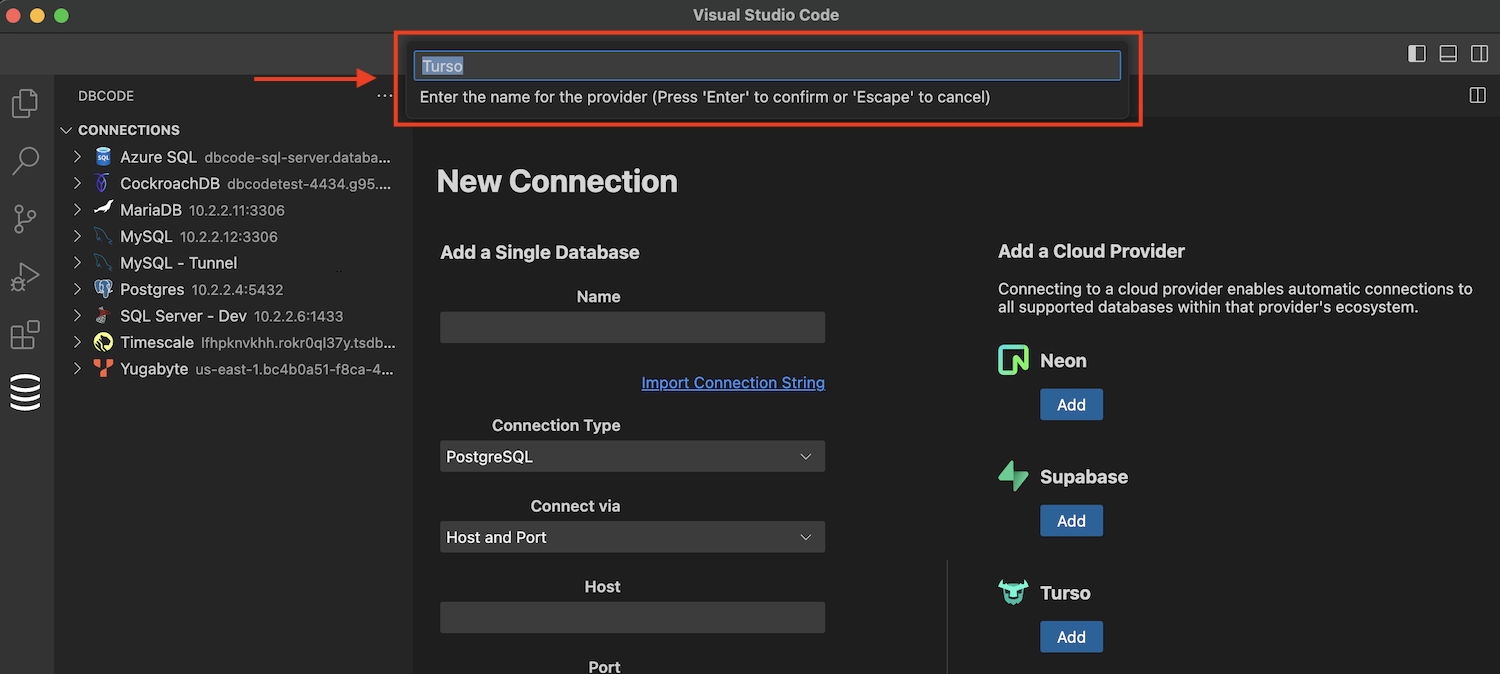 Visual Studio Code
Turso
Enter the name for the provider (Press 'Enter' to confirm or 'Escape' to cancel)
DBCODE
CONNECTIONS
Azure SQL dbcode-sql-server.databa...
CockroachDB dbcodetest-4434.g95....
MariaDB 10.2.2.11:3306
MySQL 10.2.2.12:3306
MySQL - Tunnel
Postgres 10.2.2.4:5432
SQL Server - Dev 10.2.2.6:1433
Timescale lfhpknvkhh.rokr0ql37y.tsdb...
Yugabyte us-east-1.bc4b0a51-f8ca-4...
New Connection
Add a Single Database
Name
Import Connection String
Connection Type
PostgreSQL
Connect via
Host and Port
Host
Port
Add a Cloud Provider
Connecting to a cloud provider enables automatic connections to
all supported databases within that provider's ecosystem.
Neon
Add
Supabase
Add
Turso
Add